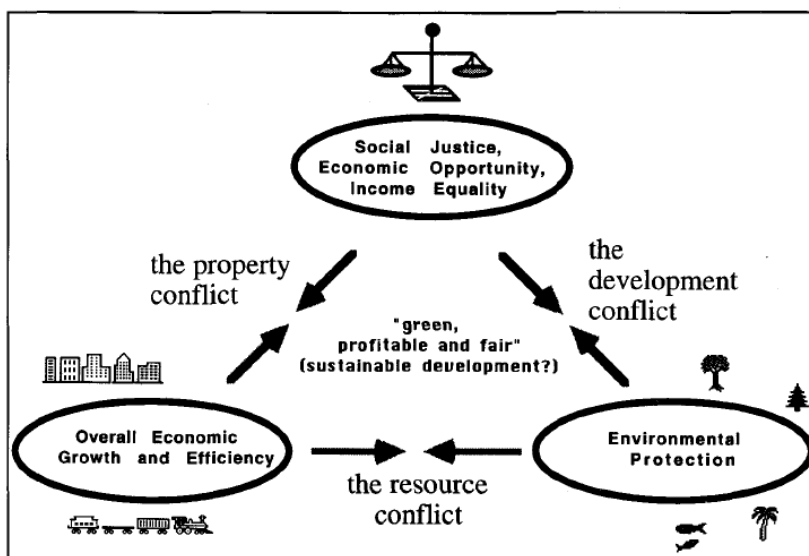 Social Justice,
Economic Opportunity,
Income Equality
the property
conflict
the
development
conflict
"green,
profitable and fair"
(sustainable development?)
Overall Economic
Growth and Efficiency
Environmental
Protection
the resource
conflict